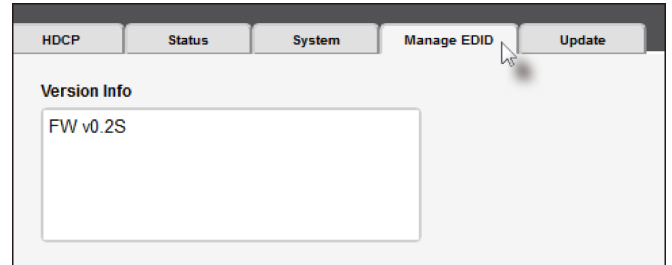 HDCP Status System Manage EDID Update
Version Info
FW v0.2S